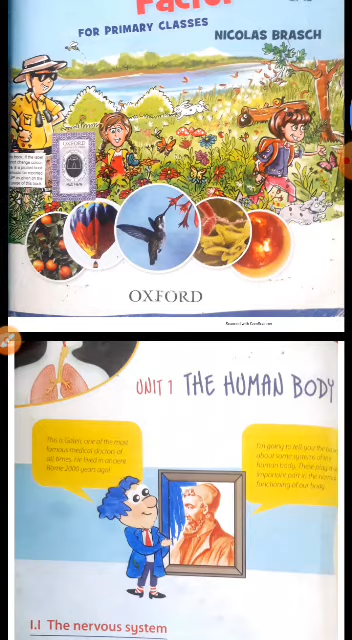 Factor
FOR PRIMARY CLASSES
NICOLAS BRASCH
OXFORD
OXFORD
Scanned with CamScanner
UNIT 1 THE HUMAN BODY
This is Galen, one of the most
famous medical doctors of
all times. He lived in ancient
Rome 2000 years ago!
I'm going to tell you
about some systems of the
human body. These play
important part in the
functioning of our body.
1.1 The nervous system